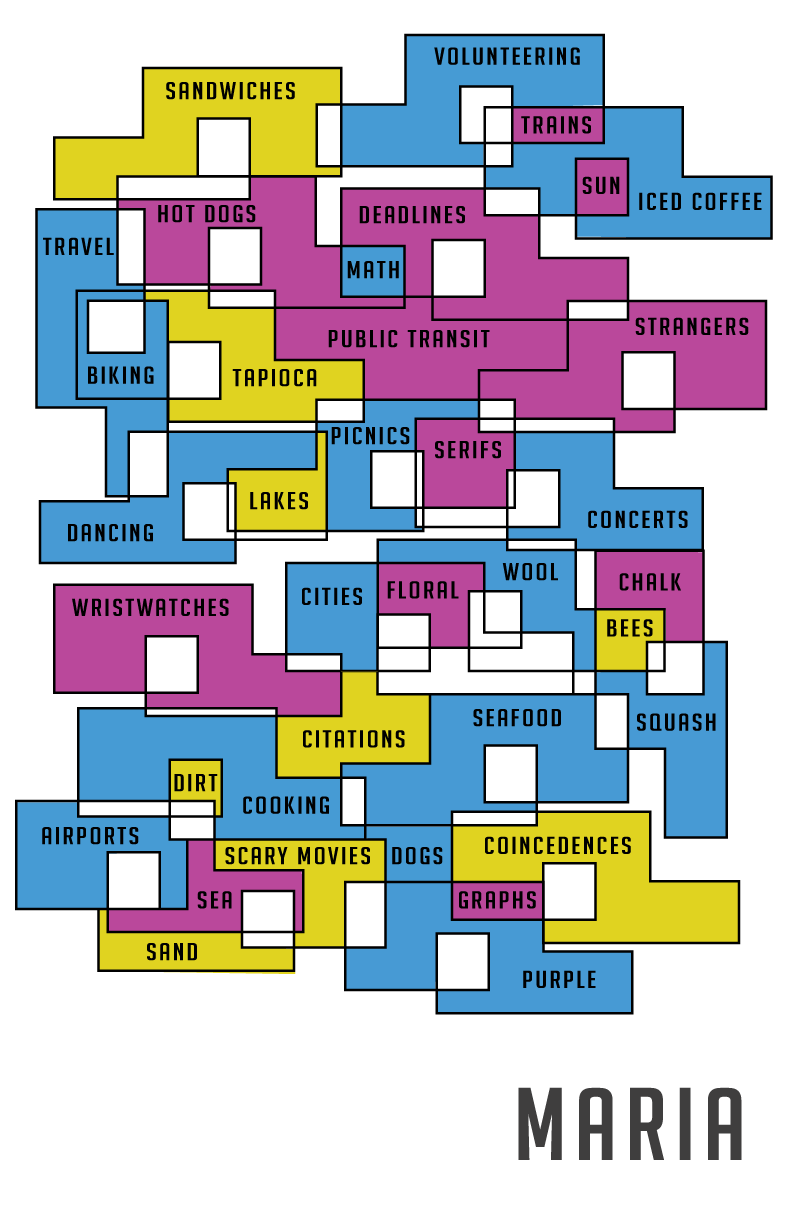 VOLUNTEERING
SANDWICHES
TRAINS
SUN
ICED COFFEE
HOT DOGS
DEADLINES
TRAVEL
MATH
STRANGERS
PUBLIC TRANSIT
BIKING
TAPIOCA
PICNICS
SERIFS
LAKES
CONCERTS
DANCING
WOOL
CHALK
FLORAL
CITIES
WRISTWATCHES
BEES
SEAFOOD
SQUASH
CITATIONS
DIRT
COOKING
AIRPORTS
COINCEDENCES
SCARY MOVIES
DOGS
SEA
GRAPHS
SAND
PURPLE
MARIA